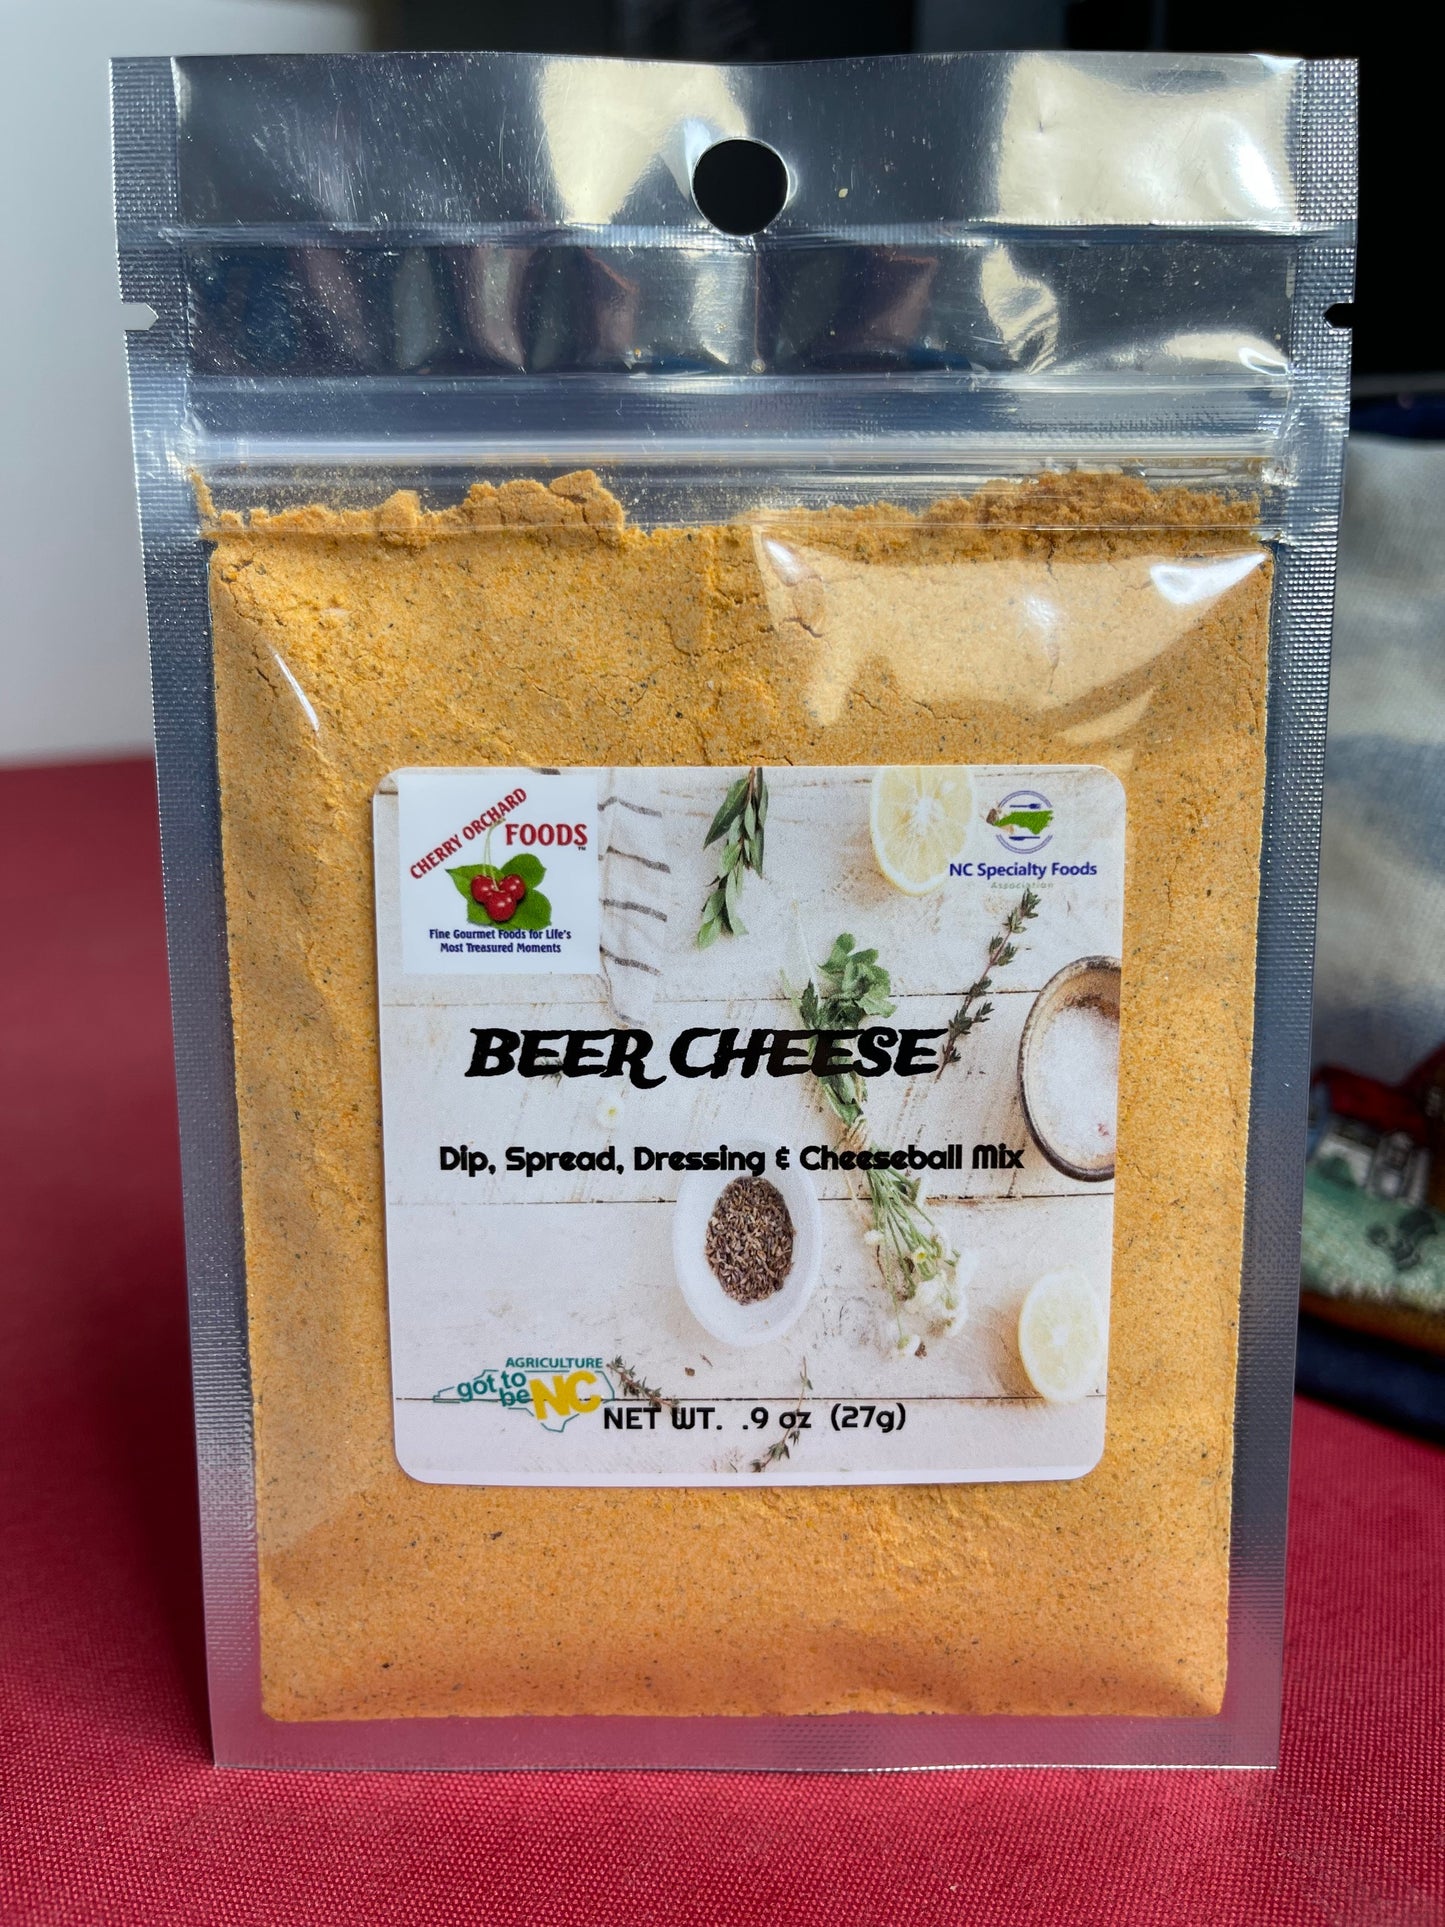 CHERRY ORCHARD
FOODS
TM
Fine Gourmet Foods for Life's
Most Treasured Moments
NC Specialty Foods
Association
BEER CHEESE
Dip, Spread, Dressing & Cheeseball Mix
AGRICULTURE
got to
be NC
NET WT. .9 oz (27g)